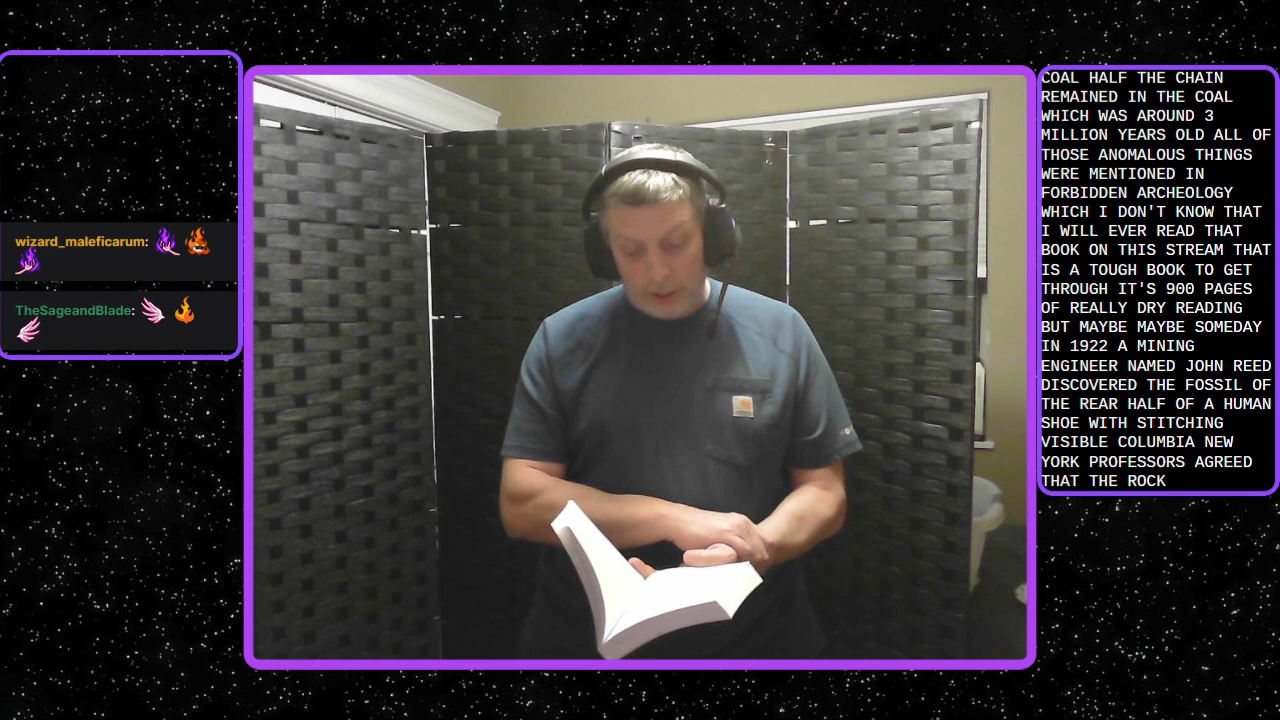 wizard_maleficarum:
TheSageandBlade:
COAL HALF THE CHAIN
REMAINED IN THE COAL
WHICH WAS AROUND 3
MILLION YEARS OLD ALL OF
THOSE ANOMALOUS THINGS
WERE MENTIONED IN
FORBIDDEN ARCHEOLOGY
WHICH I DON'T KNOW THAT
I WILL EVER READ THAT
BOOK ON THIS STREAM THAT
IS A TOUGH BOOK TO GET
THROUGH IT'S 900 PAGES
OF REALLY DRY READING
BUT MAYBE MAYBE SOMEDAY
IN 1922 A MINING
ENGINEER NAMED JOHN REED
DISCOVERED THE FOSSIL OF
THE REAR HALF OF A HUMAN
SHOE WITH STITCHING
VISIBLE COLUMBIA NEW
YORK PROFESSORS AGREED
THAT THE ROCK